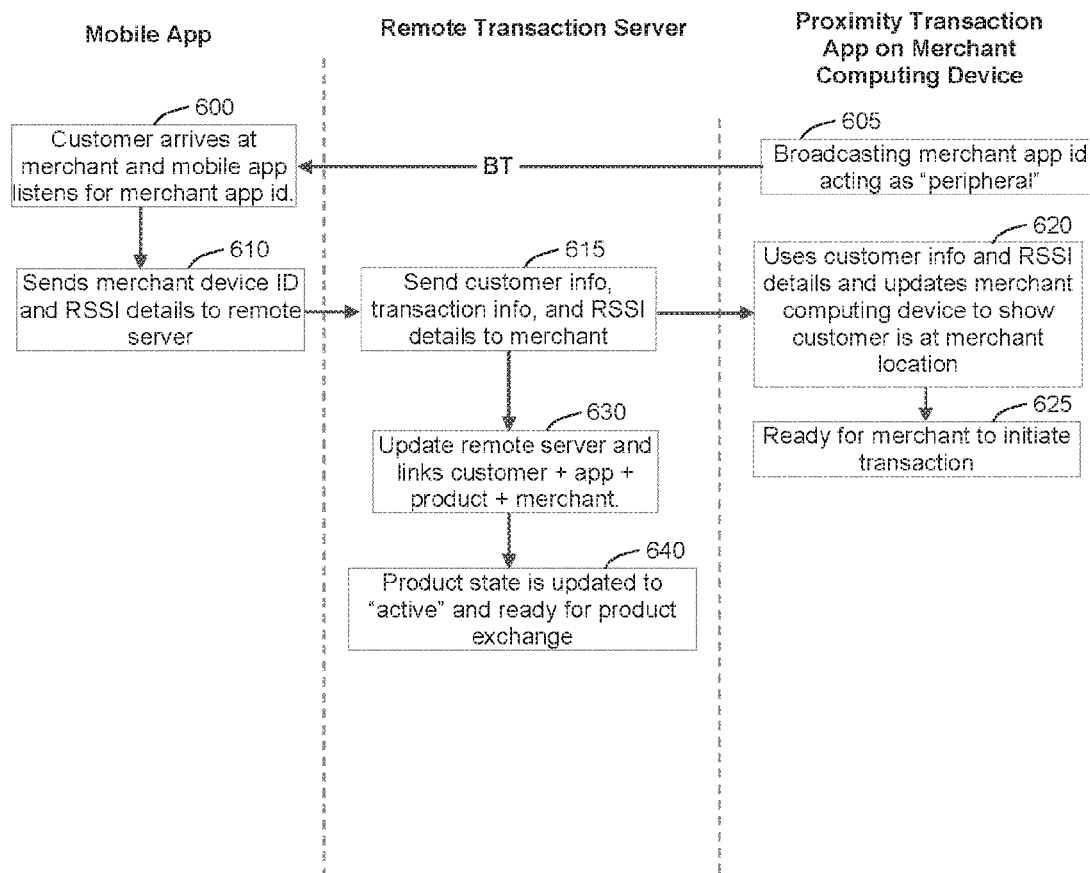 Mobile App
Remote Transaction Server
Proximity Transaction
App on Merchant
Computing Device
600
Customer arrives at
merchant and mobile app
listens for merchant app id.
BT
605
Broadcasting merchant app id
acting as “peripheral”
610
Sends merchant device ID
and RSSI details to remote
server
615
Send customer info,
transaction info, and RSSI
details to merchant
620
Uses customer info and RSSI
details and updates merchant
computing device to show
customer is at merchant
location
625
Ready for merchant to initiate
transaction
630
Update remote server and
links customer + app +
product + merchant.
640
Product state is updated to
“active” and ready for product
exchange